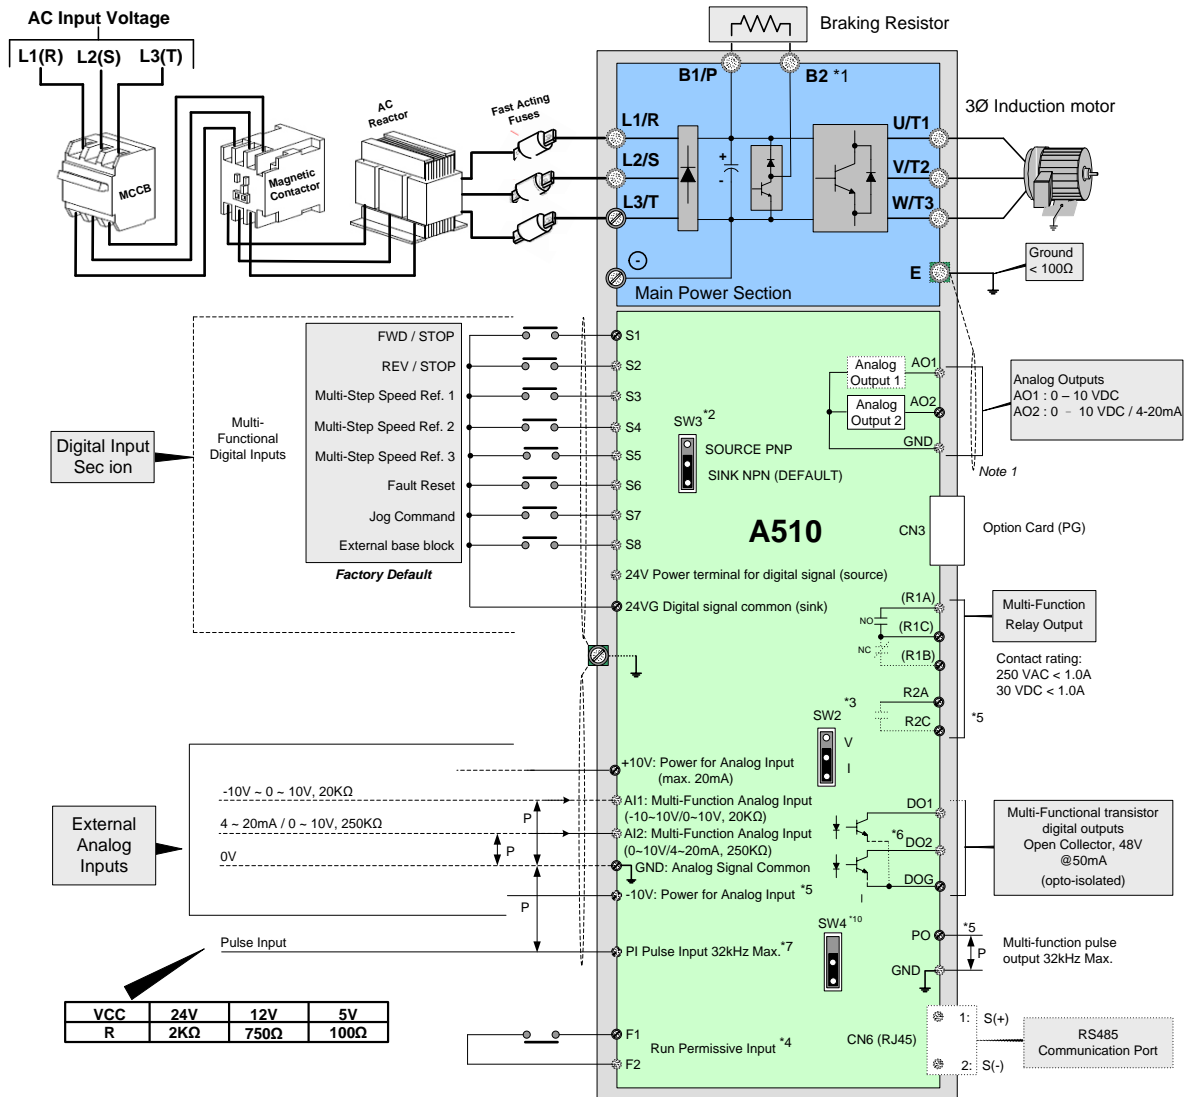 AC Input Voltage
L1(R) L2(S) L3(T)
MCCB
Magnetic
Contactor
AC
Reactor
Fast Acting
Fuses
Braking Resistor
B1/P
B2 *1
L1/R
L2/S
L3/T
+
-
-
U/T1
V/T2
W/T3
3Ø Induction motor
E
Ground
< 100Ω
Main Power Section
Digital Input
Sec ion
Multi-
Functional
Digital Inputs
FWD / STOP
REV / STOP
Multi-Step Speed Ref. 1
Multi-Step Speed Ref. 2
Multi-Step Speed Ref. 3
Fault Reset
Jog Command
External base block
Factory Default
S1
S2
S3
S4
S5
S6
S7
S8
24V Power terminal for digital signal (source)
24VG Digital signal common (sink)
SW3 *2
SOURCE PNP
SINK NPN (DEFAULT)
A510
Analog
Output 1
AO1
Analog
Output 2
AO2
GND
Analog Outputs
AO1 : 0 – 10 VDC
AO2 : 0 – 10 VDC / 4-20mA
Note 1
CN3
Option Card (PG)
(R1A)
NO
(R1C)
NC
(R1B)
R2A
R2C
*5
Multi-Function
Relay Output
Contact rating:
250 VAC < 1.0A
30 VDC < 1.0A
SW2 *3
V
I
External
Analog
Inputs
-10V ~ 0 ~ 10V, 20KΩ
4 ~ 20mA / 0 ~ 10V, 250KΩ
0V
P
P
P
+10V: Power for Analog Input
(max. 20mA)
AI1: Multi-Function Analog Input
(-10~10V/0~10V, 20KΩ)
AI2: Multi-Function Analog Input
(0~10V/4~20mA, 250KΩ)
GND: Analog Signal Common
-10V: Power for Analog Input *5
DO1
*6
DO2
DOG
I
Multi-Functional transistor
digital outputs
Open Collector, 48V
@50mA
(opto-isolated)
Pulse Input
PI Pulse Input 32kHz Max. *7
SW4 *10
PO
*5
P
GND
Multi-function pulse
output 32kHz Max.
VCC 24V 12V 5V
R 2KΩ 750Ω 100Ω
F1
F2
Run Permissive Input *4
CN6 (RJ45)
1: S(+)
2: S(-)
RS485
Communication Port